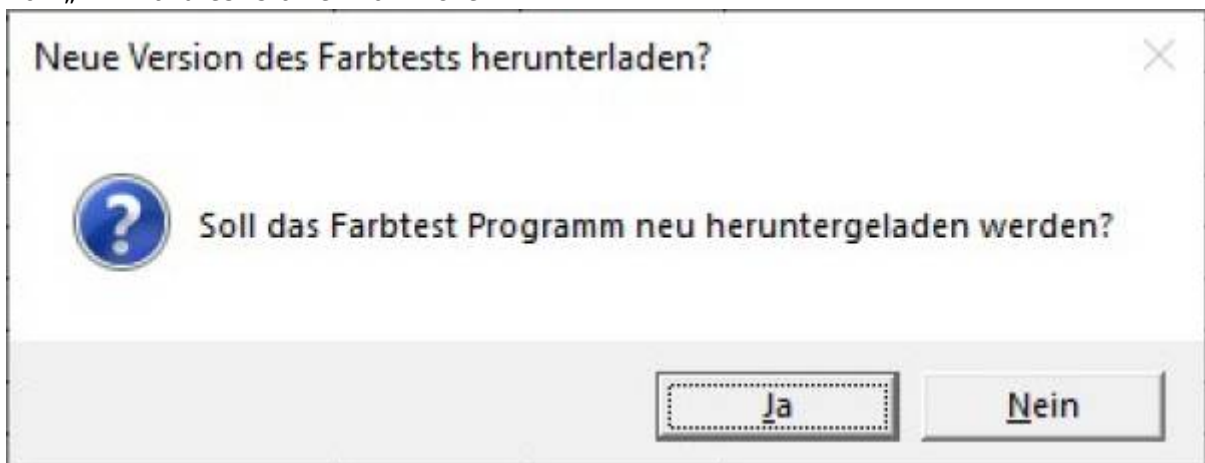 Neue Version des Farbtests herunterladen?
Soll das Farbtest Programm neu heruntergeladen werden?
Ja
Nein